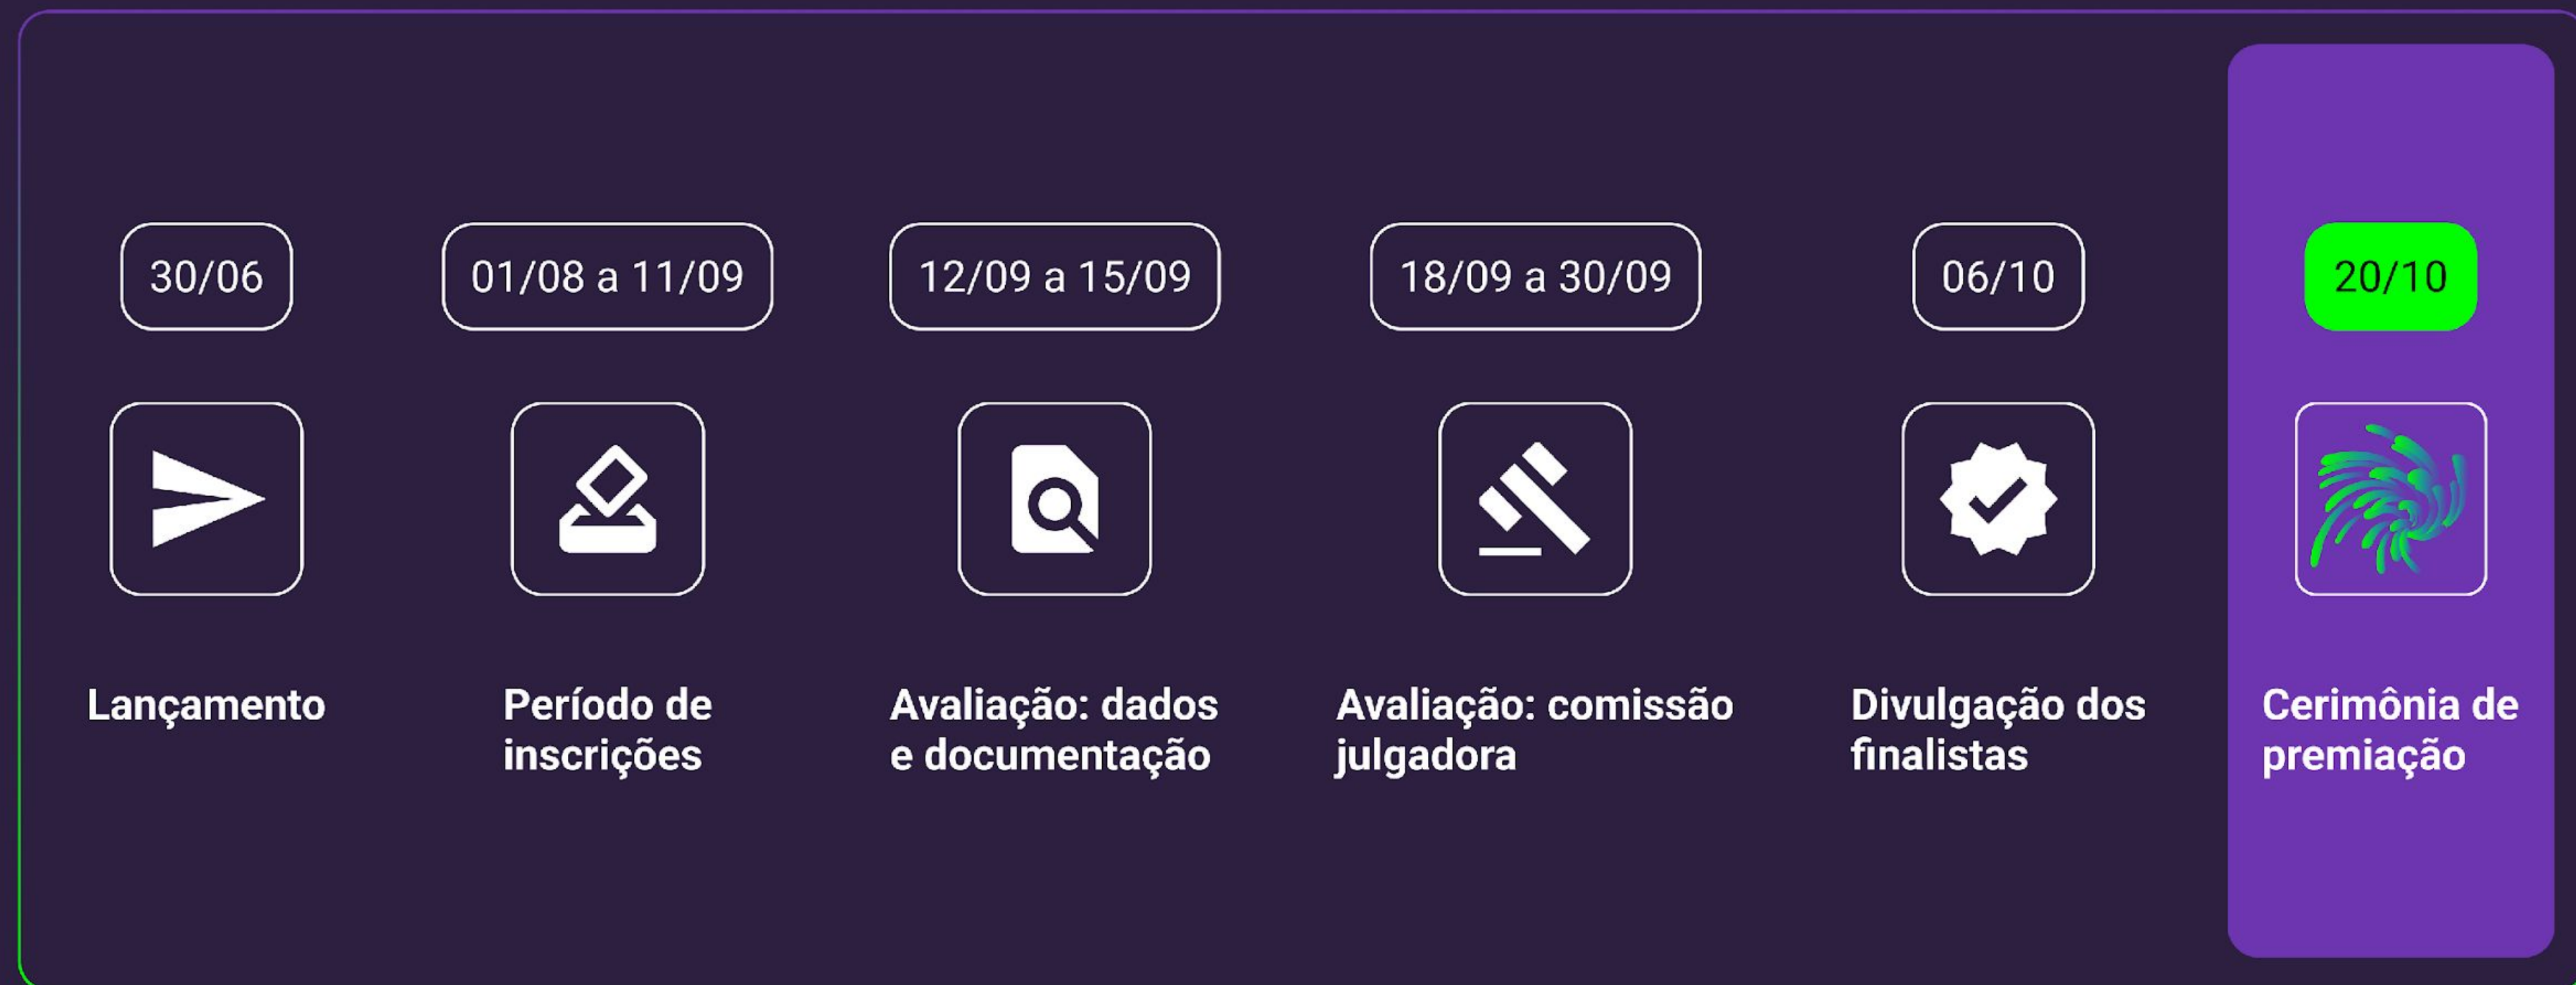 30/06
01/08 a 11/09
12/09 a 15/09
18/09 a 30/09
06/10
20/10
Lançamento
Período de
inscrições
Avaliação: dados
e documentação
Avaliação: comissão
julgadora
Divulgação dos
finalistas
Cerimônia de
premiação